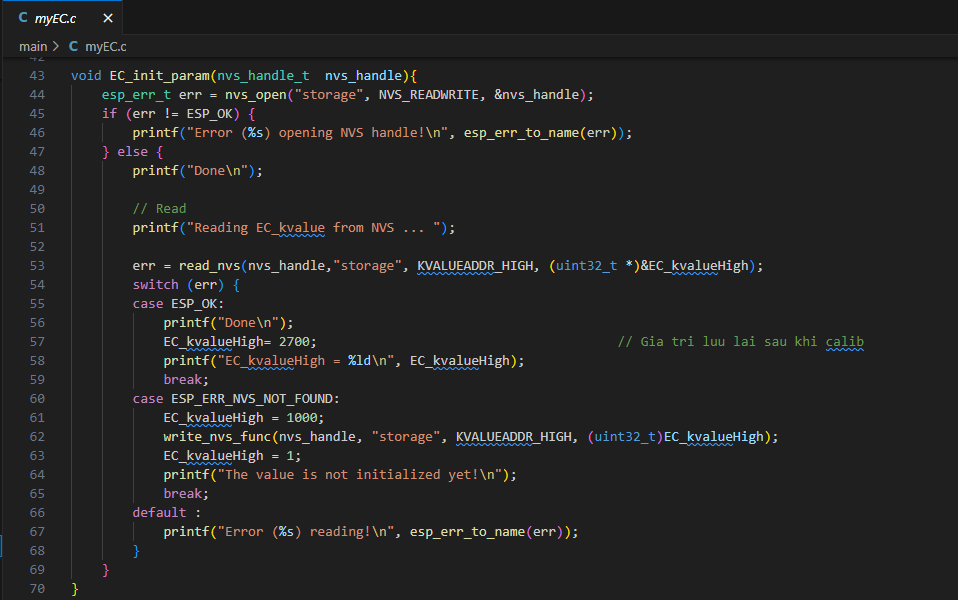 C myEC.c ×
main > C myEC.c
42
43 void EC_init_param(nvs_handle_t  nvs_handle){
44     esp_err_t err = nvs_open("storage", NVS_READWRITE, &nvs_handle);
45     if (err != ESP_OK) {
46         printf("Error (%s) opening NVS handle!\n", esp_err_to_name(err));
47     } else {
48         printf("Done\n");
49
50         // Read
51         printf("Reading EC_kvalue from NVS ... ");
52
53         err = read_nvs(nvs_handle,"storage", KVALUEADDR_HIGH, (uint32_t *)&EC_kvalueHigh);
54         switch (err) {
55         case ESP_OK:
56             printf("Done\n");
57             EC_kvalueHigh= 2700;                                       // Gia tri luu lai sau khi calib
58             printf("EC_kvalueHigh = %ld\n", EC_kvalueHigh);
59             break;
60         case ESP_ERR_NVS_NOT_FOUND:
61             EC_kvalueHigh = 1000;
62             write_nvs_func(nvs_handle, "storage", KVALUEADDR_HIGH, (uint32_t)EC_kvalueHigh);
63             EC_kvalueHigh = 1;
64             printf("The value is not initialized yet!\n");
65             break;
66         default :
67             printf("Error (%s) reading!\n", esp_err_to_name(err));
68         }
69     }
70 }